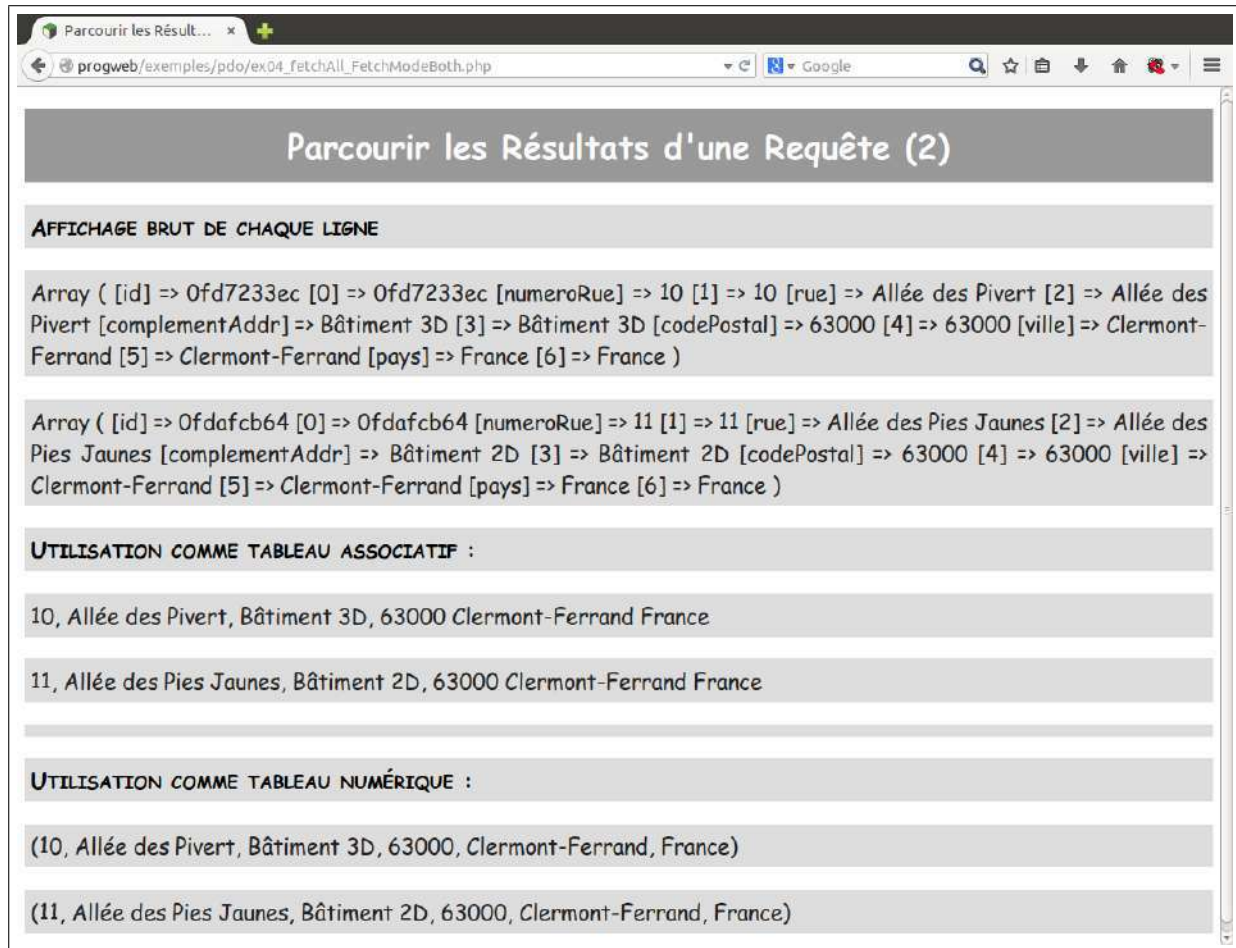 Parcourir les Résult...
progweb/exemples/pdo/ex04_fetchAll_FetchModeBoth.php
Google
Parcourir les Résultats d'une Requête (2)
AFFICHAGE BRUT DE CHAQUE LIGNE
Array ( [id] => 0fd7233ec [0] => 0fd7233ec [numeroRue] => 10 [1] => 10 [rue] => Allée des Pivert [2] => Allée des
Pivert [complementAddr] => Bâtiment 3D [3] => Bâtiment 3D [codePostal] => 63000 [4] => 63000 [ville] => Clermont-
Ferrand [5] => Clermont-Ferrand [pays] => France [6] => France )
Array ( [id] => 0fdafcb64 [0] => 0fdafcb64 [numeroRue] => 11 [1] => 11 [rue] => Allée des Pies Jaunes [2] => Allée des
Pies Jaunes [complementAddr] => Bâtiment 2D [3] => Bâtiment 2D [codePostal] => 63000 [4] => 63000 [ville] =>
Clermont-Ferrand [5] => Clermont-Ferrand [pays] => France [6] => France )
UTILISATION COMME TABLEAU ASSOCIATIF :
10, Allée des Pivert, Bâtiment 3D, 63000 Clermont-Ferrand France
11, Allée des Pies Jaunes, Bâtiment 2D, 63000 Clermont-Ferrand France
UTILISATION COMME TABLEAU NUMÉRIQUE :
(10, Allée des Pivert, Bâtiment 3D, 63000, Clermont-Ferrand, France)
(11, Allée des Pies Jaunes, Bâtiment 2D, 63000, Clermont-Ferrand, France)